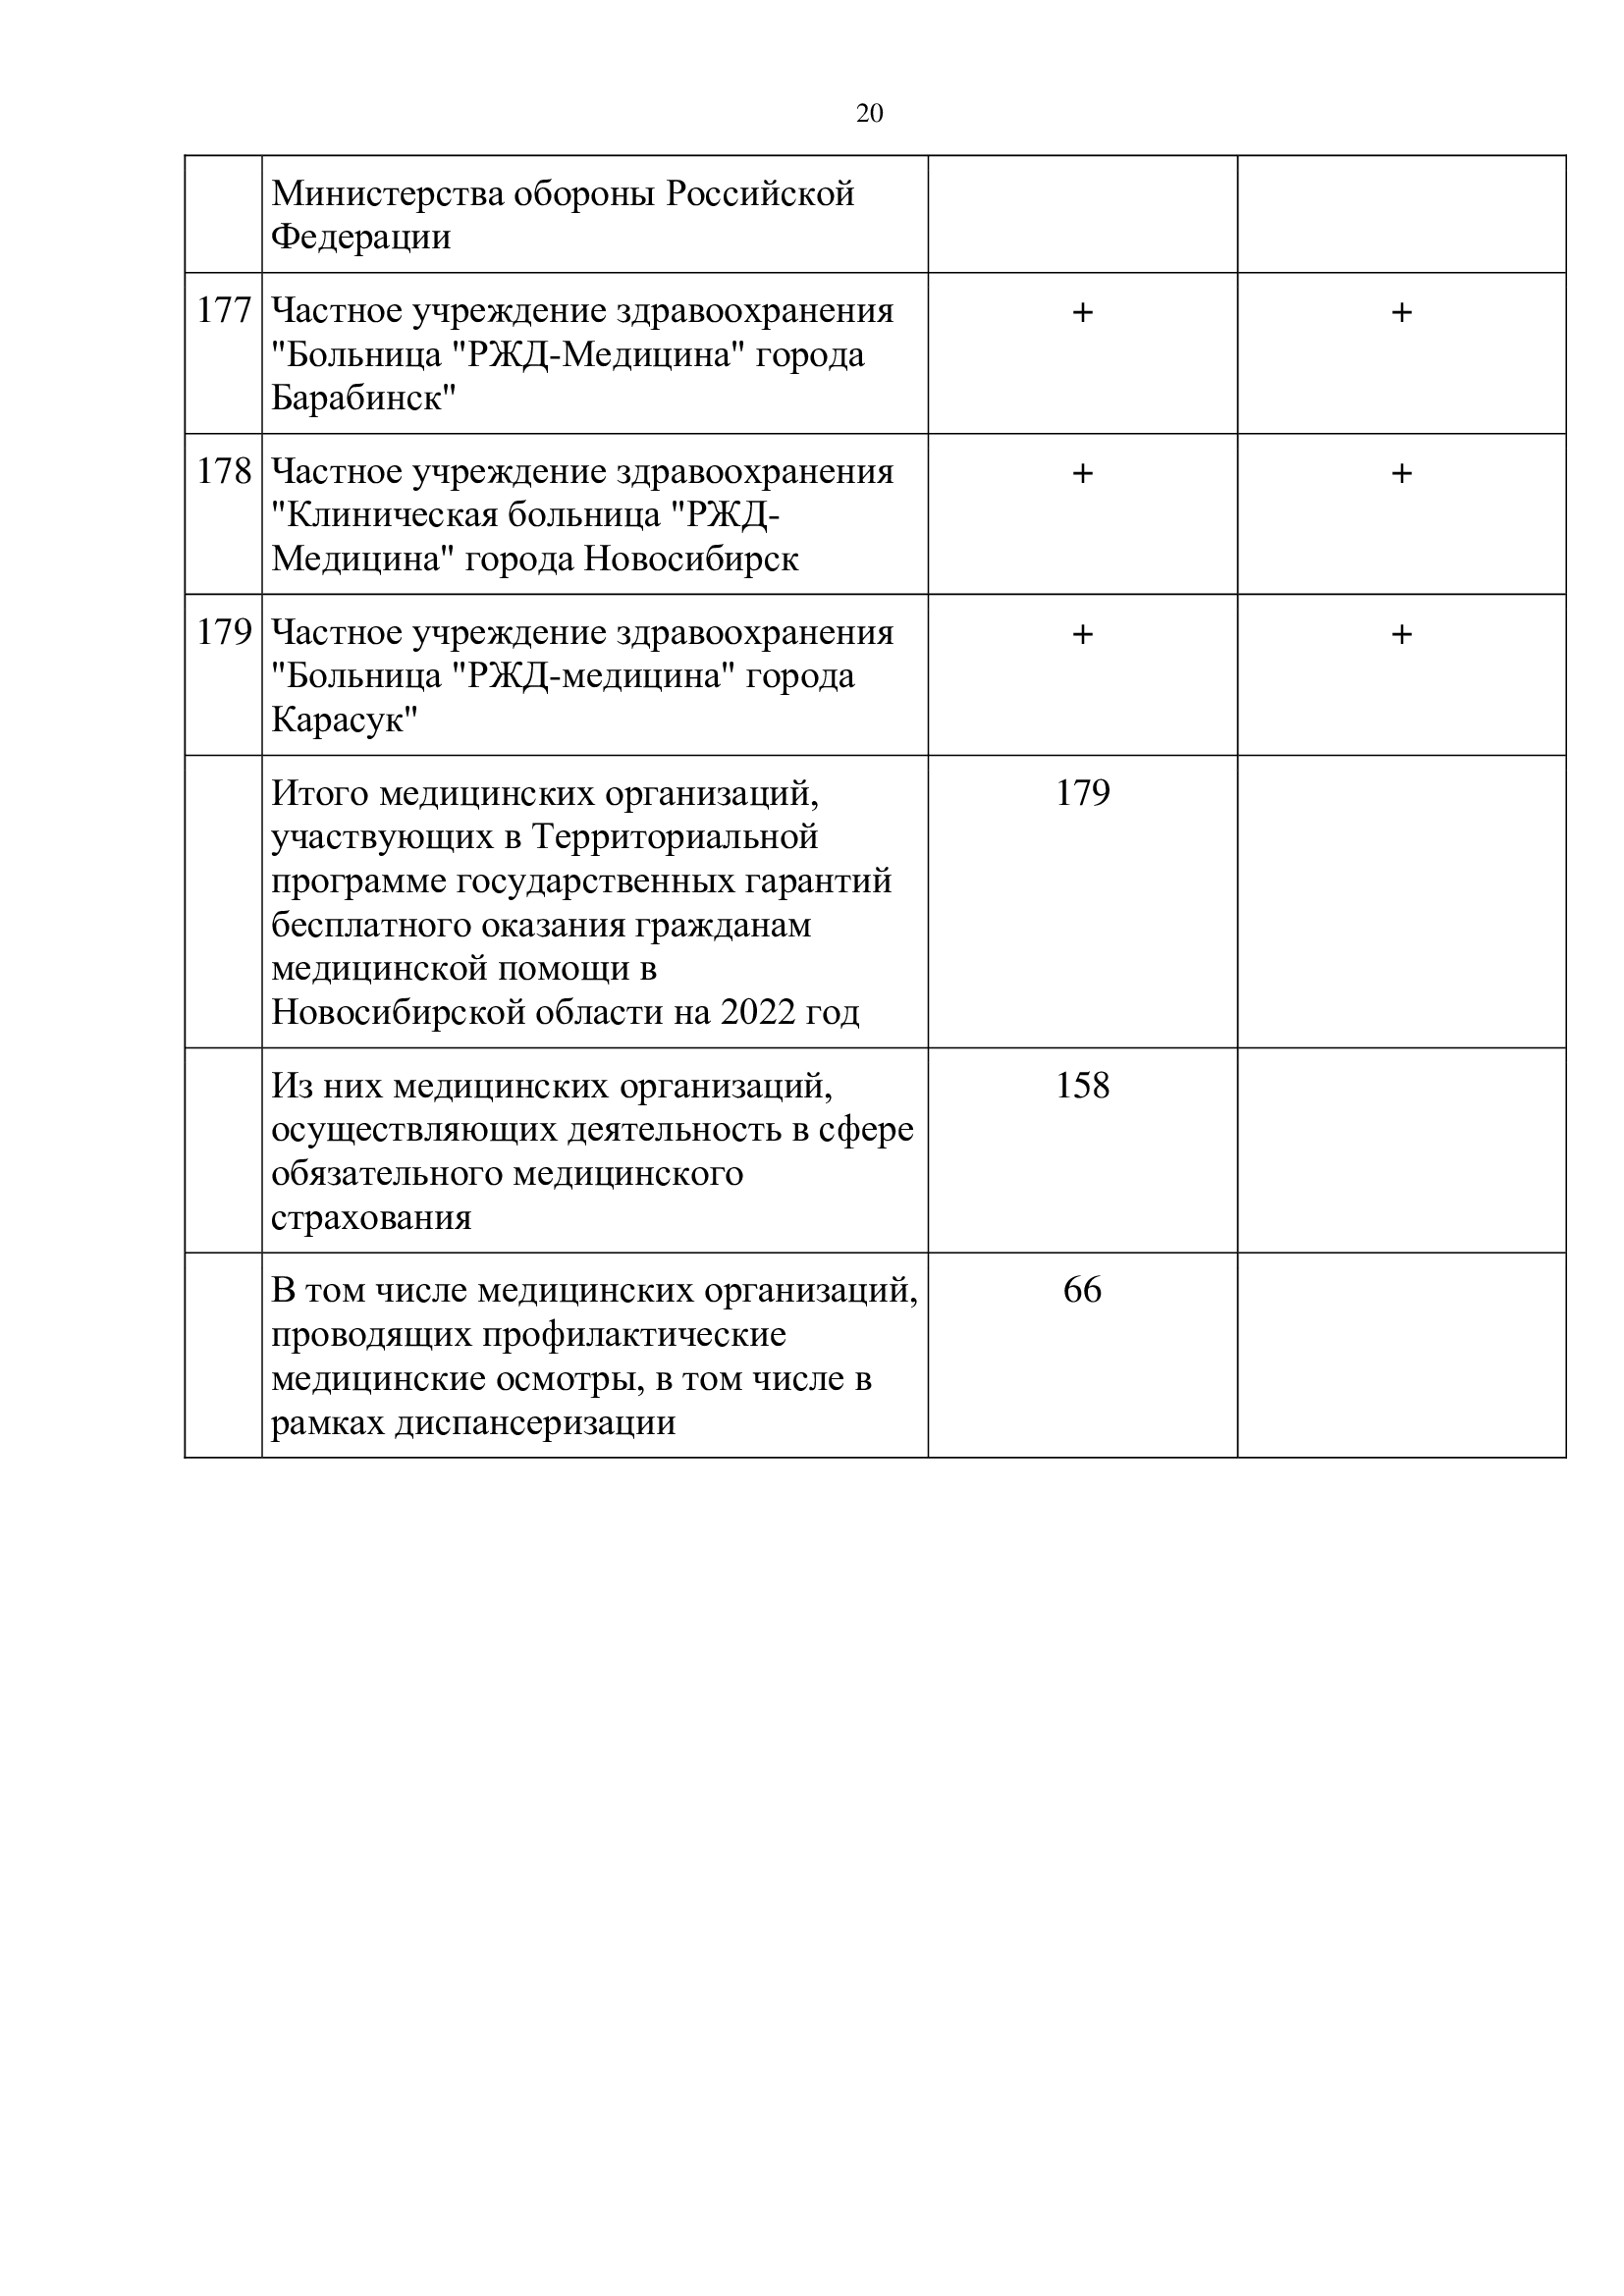 20
Министерства обороны Российской
Федерации
177 Частное учреждение здравоохранения + +
"Больница "РЖД-Медицина" города
Барабинск"
178 Частное учреждение здравоохранения + +
"Клиническая больница "РЖД-
Медицина" города Новосибирск
179 Частное учреждение здравоохранения + +
"Больница "РЖД-медицина" города
Карасук"
Итого медицинских организаций, 179
участвующих в Территориальной
программе государственных гарантий
бесплатного оказания гражданам
медицинской помощи в
Новосибирской области на 2022 год
Из них медицинских организаций, 158
осуществляющих деятельность в сфере
обязательного медицинского
страхования
В том числе медицинских организаций, 66
проводящих профилактические
медицинские осмотры, в том числе в
рамках диспансеризации